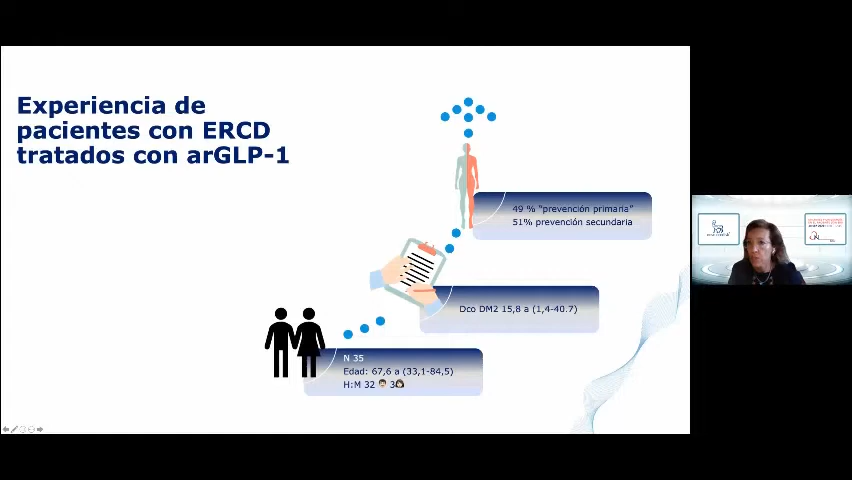 Experiencia de
pacientes con ERCD
tratados con arGLP-1
49 % “prevención primaria”
51% prevención secundaria
Dco DM2 15,8 a (1,4-40.7)
N 35
Edad: 67,6 a (33,1-84,5)
H:M 32 3